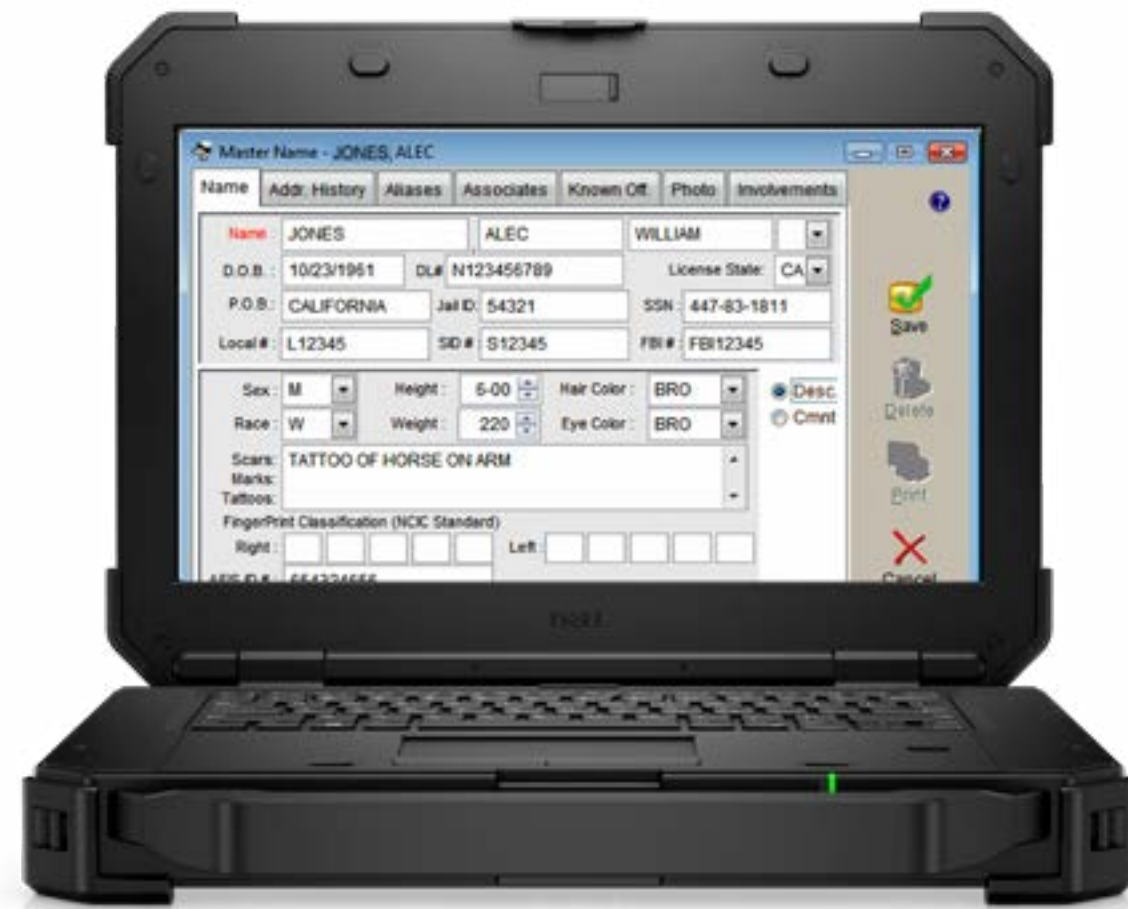 Master Name - JONES, ALEC
Name Addr. History Aliases Associates Known Off. Photo Involvements
Name JONES ALEC WILLIAM
D.O.B. : 10/23/1961 DL# N123456789 License State: CA
P.O.B.: CALIFORNIA Jail ID: 54321 SSN : 447-83-1811
Save
Local # : L12345 SID # : S12345 FBI # : FBI12345
Sex : M Height : 6-00 Hair Color : BRO Desc
Race : W Weight : 220 Eye Color : BRO Cmnt
Delete
Scars: TATTOO OF HORSE ON ARM
Marks:
Tattoos:
Print
FingerPrint Classification (NCIC Standard)
Right : Left :
AFIS ID # 654324656
Cancel
DELL